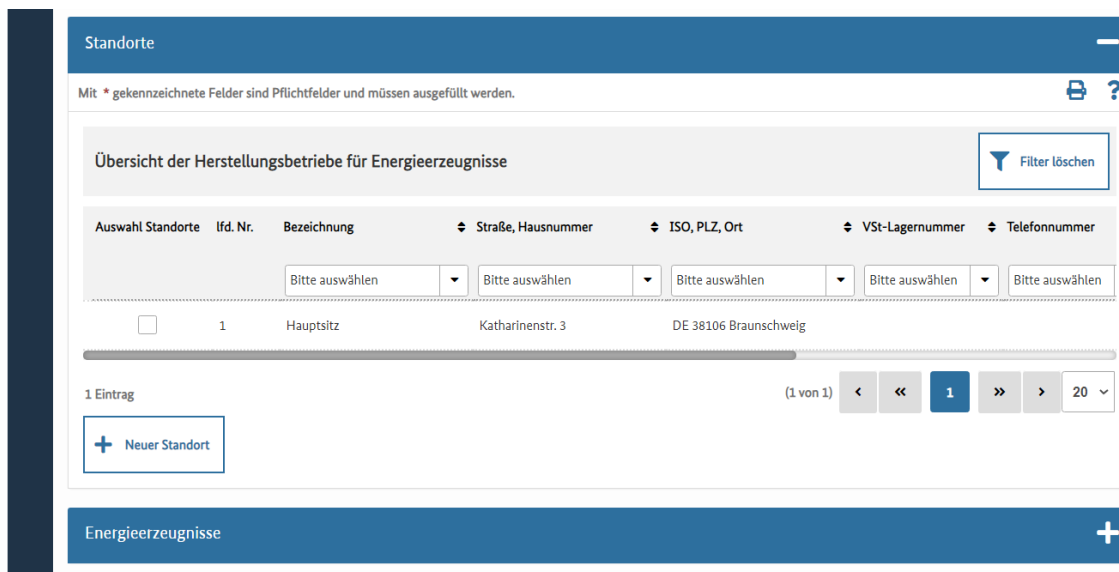 Standorte
Mit * gekennzeichnete Felder sind Pflichtfelder und müssen ausgefüllt werden.
?
Übersicht der Herstellungsbetriebe für Energieerzeugnisse
Filter löschen
Auswahl Standorte lfd. Nr. Bezeichnung Straße, Hausnummer ISO, PLZ, Ort VSt-Lagernummer Telefonnummer
Bitte auswählen Bitte auswählen Bitte auswählen Bitte auswählen Bitte auswählen
1 Hauptsitz Katharinenstr. 3 DE 38106 Braunschweig
1 Eintrag (1 von 1) ‹ « 1 » › 20
+ Neuer Standort
Energieerzeugnisse